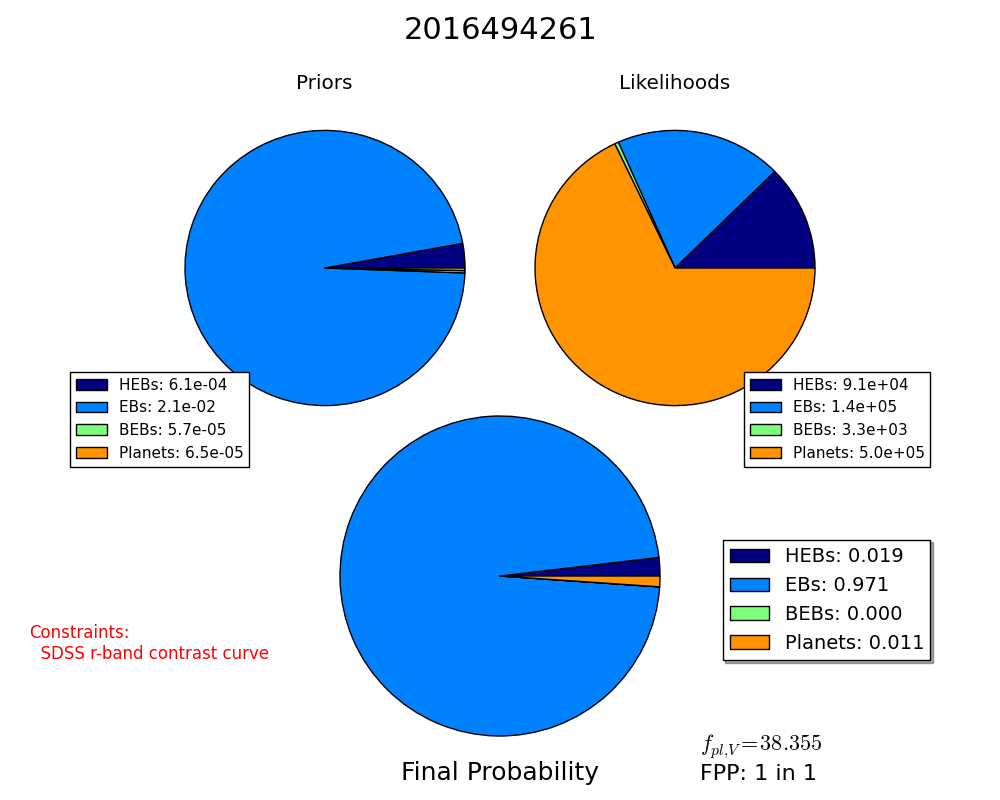 2016494261
Priors
Likelihoods
HEBs: 6.1e-04
EBs: 2.1e-02
BEBs: 5.7e-05
Planets: 6.5e-05
HEBs: 9.1e+04
EBs: 1.4e+05
BEBs: 3.3e+03
Planets: 5.0e+05
HEBs: 0.019
EBs: 0.971
BEBs: 0.000
Planets: 0.011
Constraints:
SDSS r-band contrast curve
Final Probability
f_{pl,V}=38.355
FPP: 1 in 1